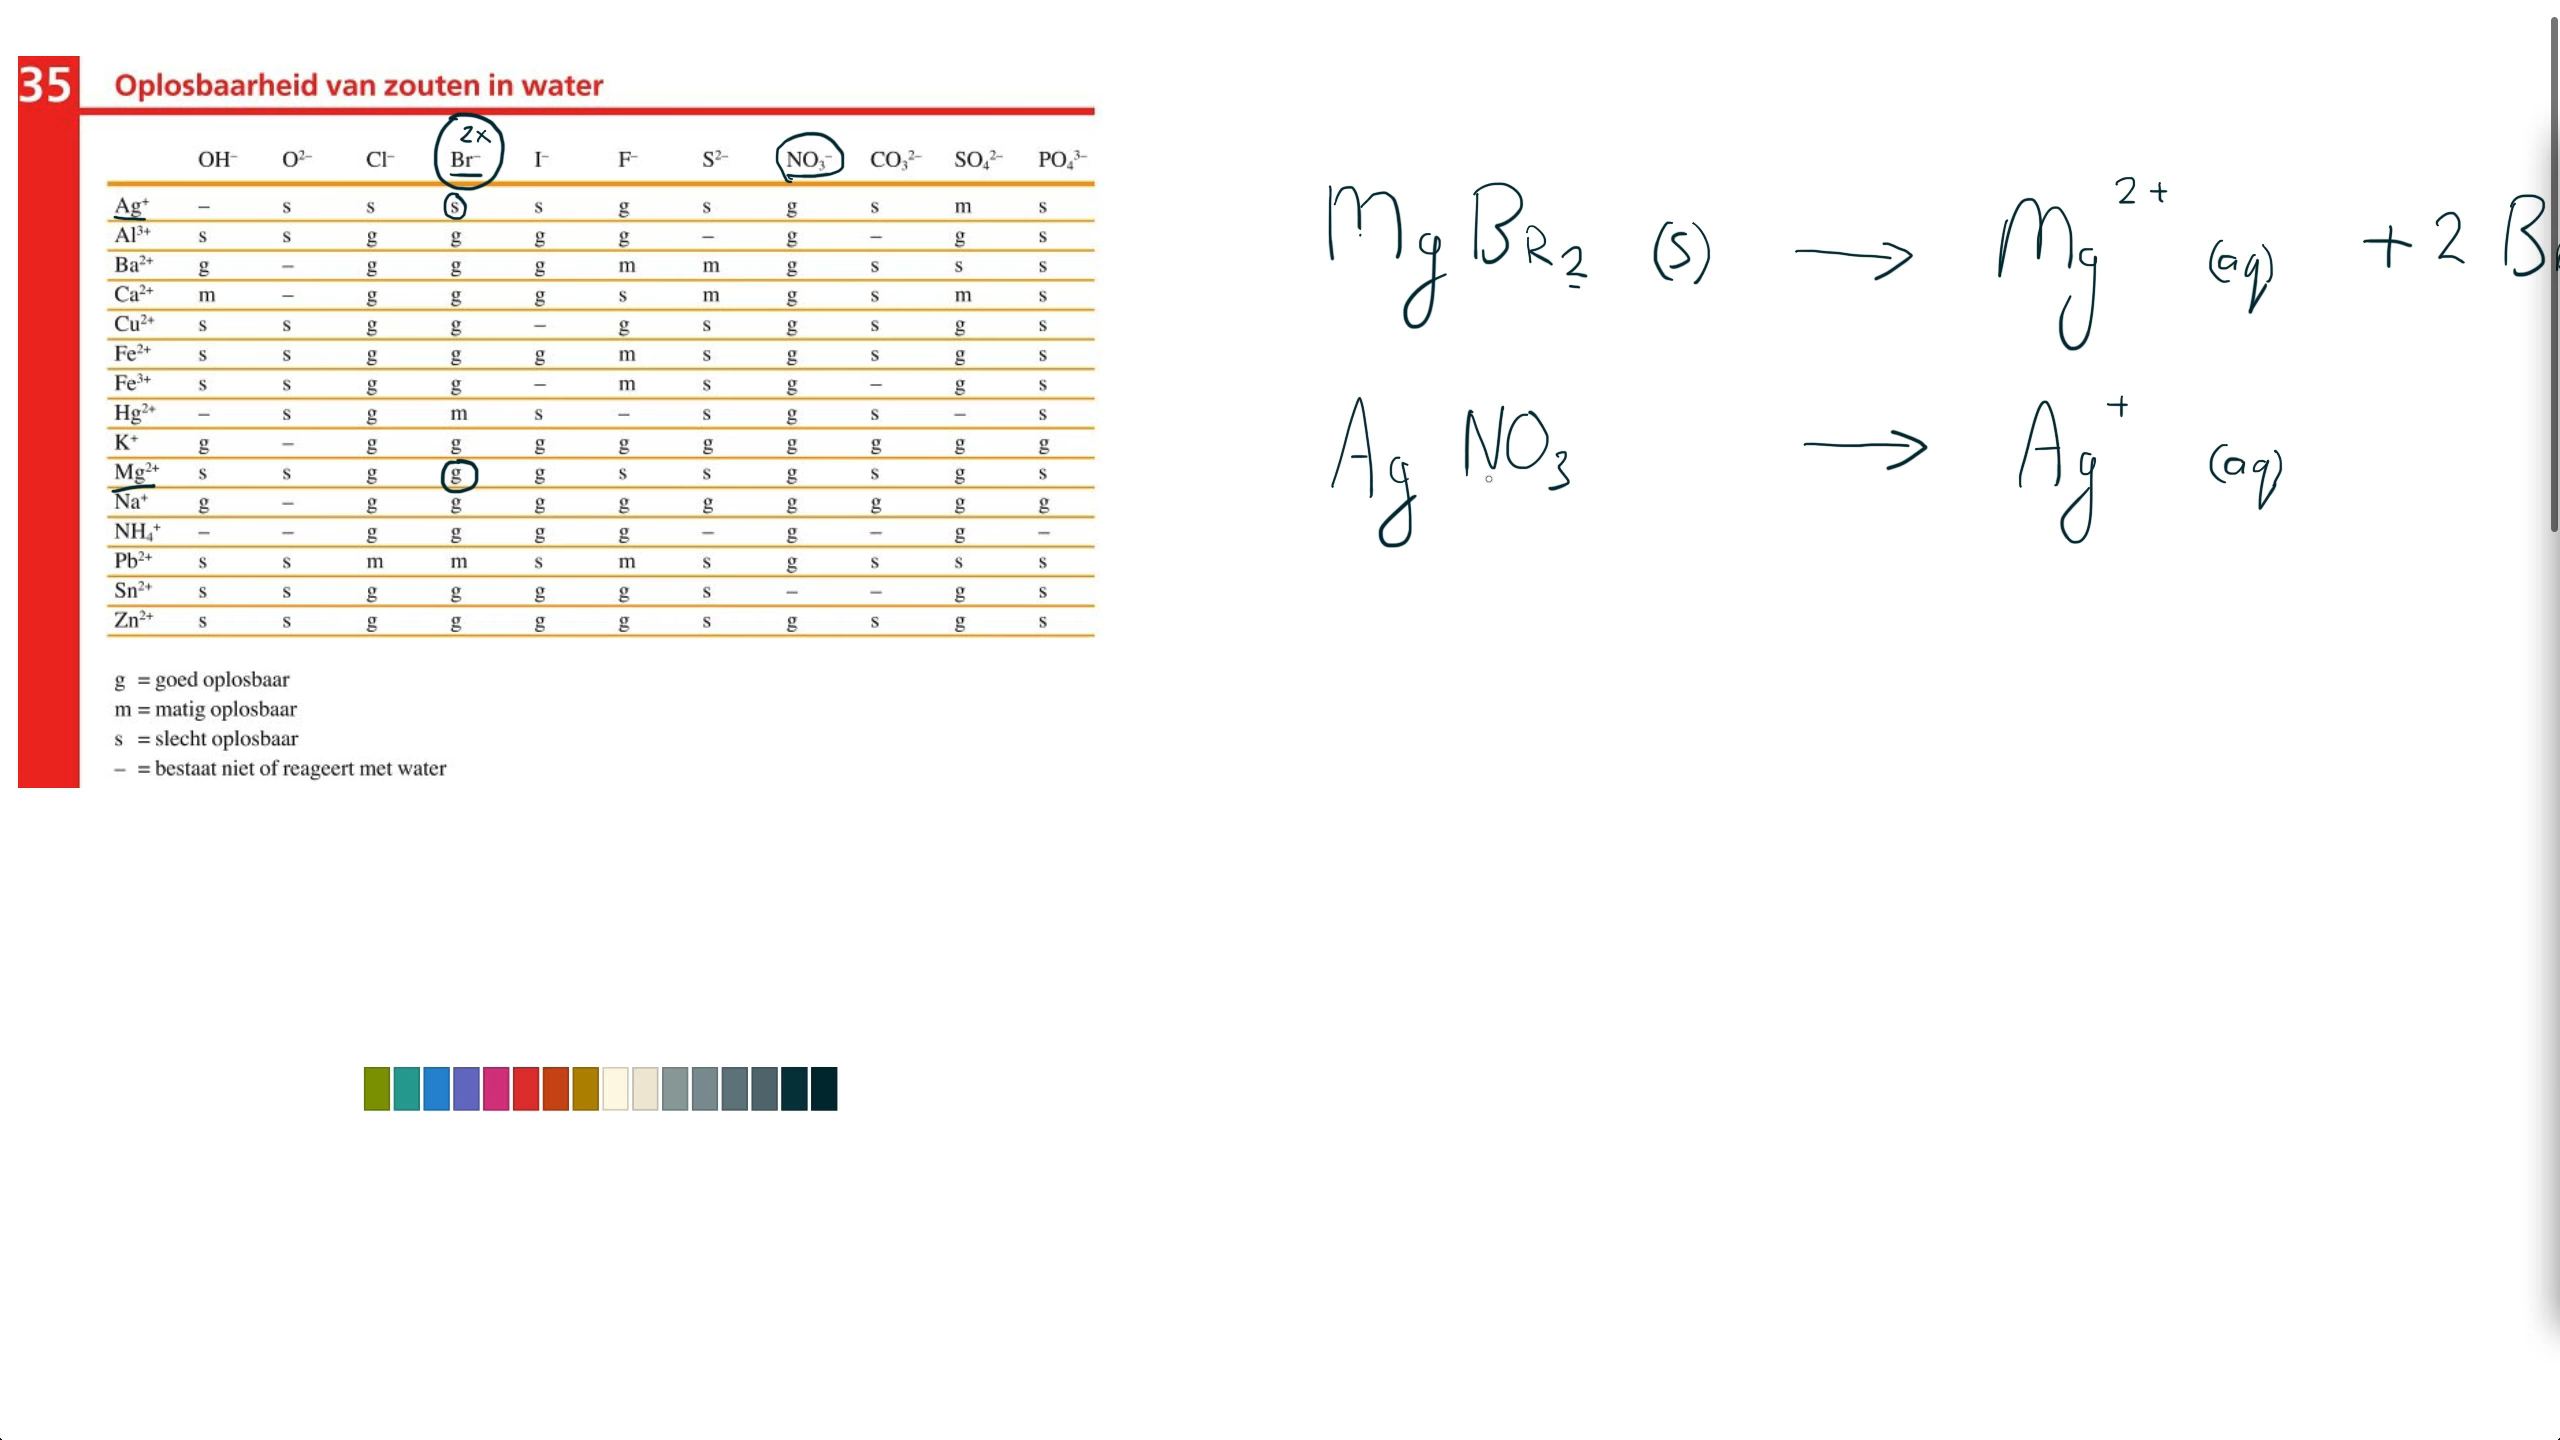 35 Oplosbaarheid van zouten in water
2x
OH⁻ O²⁻ Cl⁻ Br⁻ I⁻ F⁻ S²⁻ NO₃⁻ CO₃²⁻ SO₄²⁻ PO₄³⁻
Ag⁺ – s s s s g s g s m s
Al³⁺ s s g g g g – g – g s
Ba²⁺ g – g g g m m g s s s
Ca²⁺ m – g g g s m g s m s
Cu²⁺ s s g g – g s g s g s
Fe²⁺ s s g g g m s g s g s
Fe³⁺ s s g g – m s g – g s
Hg²⁺ – s g m s – s g s – s
K⁺ g – g g g g g g g g g
Mg²⁺ s s g g g s s g s g s
Na⁺ g – g g g g g g g g g
NH₄⁺ – – g g g g – g – g –
Pb²⁺ s s m m s m s g s s s
Sn²⁺ s s g g g g s – – g s
Zn²⁺ s s g g g g s g s g s
g = goed oplosbaar
m = matig oplosbaar
s = slecht oplosbaar
– = bestaat niet of reageert met water
MgBR₂ (s) → Mg²⁺ (aq) + 2 B
AgNO₃ → Ag⁺ (aq)